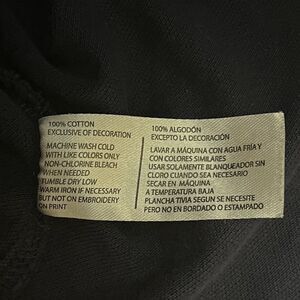 100% COTTON
EXCLUSIVE OF DECORATION
MACHINE WASH COLD
WITH LIKE COLORS ONLY
NON-CHLORINE BLEACH
WHEN NEEDED
TUMBLE DRY LOW
WARM IRON IF NECESSARY
BUT NOT ON EMBROIDERY
ON PRINT
100% ALGODÓN
EXCEPTO LA DECORACIÓN
LAVAR A MÁQUINA CON AGUA FRÍA Y
CON COLORES SIMILARES
USAR SOLAMENTE BLANQUEADOR SIN
CLORO CUANDO SEA NECESARIO
SECAR EN MÁQUINA
A TEMPERATURA BAJA
PLANCHA TIVIA SEGUN SE NECESITE
PERO NO EN BORDADO O ESTAMPADO